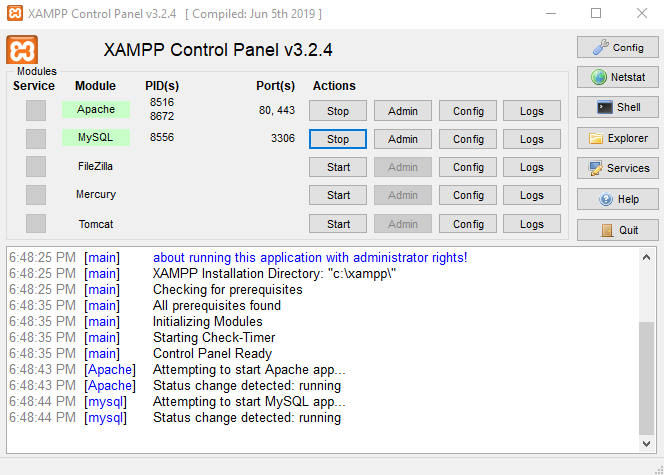 XAMPP Control Panel v3.2.4 [ Compiled: Jun 5th 2019 ]
XAMPP Control Panel v3.2.4
Config
Modules
Service Module PID(s) Port(s) Actions
Netstat
Apache 8516 8672 80, 443 Stop Admin Config Logs
Shell
MySQL 8556 3306 Stop Admin Config Logs
Explorer
FileZilla Start Admin Config Logs
Services
Mercury Start Admin Config Logs
Help
Tomcat Start Admin Config Logs
Quit
6:48:25 PM [main] about running this application with administrator rights!
6:48:25 PM [main] XAMPP Installation Directory: "c:\xampp\"
6:48:25 PM [main] Checking for prerequisites
6:48:35 PM [main] All prerequisites found
6:48:35 PM [main] Initializing Modules
6:48:35 PM [main] Starting Check-Timer
6:48:35 PM [main] Control Panel Ready
6:48:43 PM [Apache] Attempting to start Apache app...
6:48:43 PM [Apache] Status change detected: running
6:48:44 PM [mysql] Attempting to start MySQL app...
6:48:44 PM [mysql] Status change detected: running